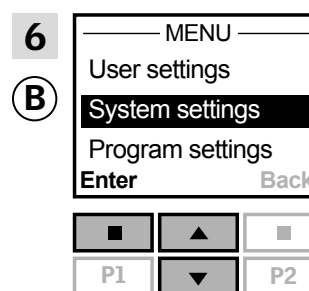 6
MENU
B
User settings
System settings
Program settings
Enter Back
P1 P2